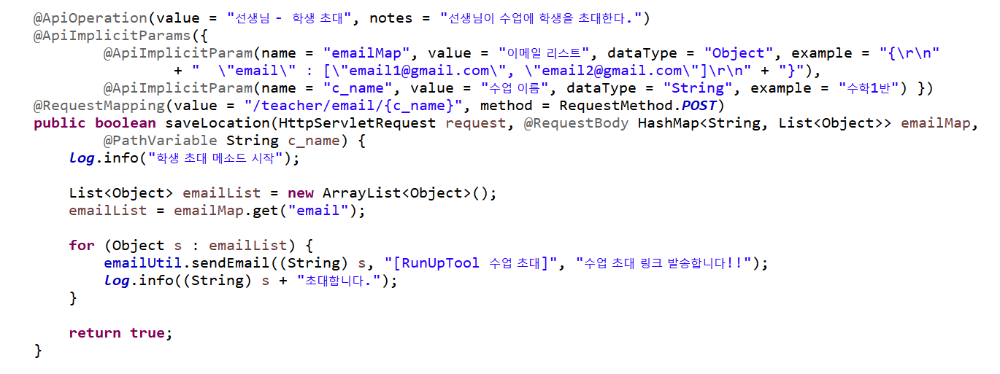 @ApiOperation(value = "선생님 - 학생 초대", notes = "선생님이 수업에 학생을 초대한다.")
@ApiImplicitParams({
@ApiImplicitParam(name = "emailMap", value = "이메일 리스트", dataType = "Object", example = "{\r\n"
+ "  \"email\" : [\"email1@gmail.com\", \"email2@gmail.com\"]\r\n" + "}"),
@ApiImplicitParam(name = "c_name", value = "수업 이름", dataType = "String", example = "수학1반") })
@RequestMapping(value = "/teacher/email/{c_name}", method = RequestMethod.POST)
public boolean saveLocation(HttpServletRequest request, @RequestBody HashMap<String, List<Object>> emailMap,
@PathVariable String c_name) {
log.info("학생 초대 메소드 시작");
List<Object> emailList = new ArrayList<Object>();
emailList = emailMap.get("email");
for (Object s : emailList) {
emailUtil.sendEmail((String) s, "[RunUpTool 수업 초대]", "수업 초대 링크 발송합니다!!");
log.info((String) s + "초대합니다.");
}
return true;
}